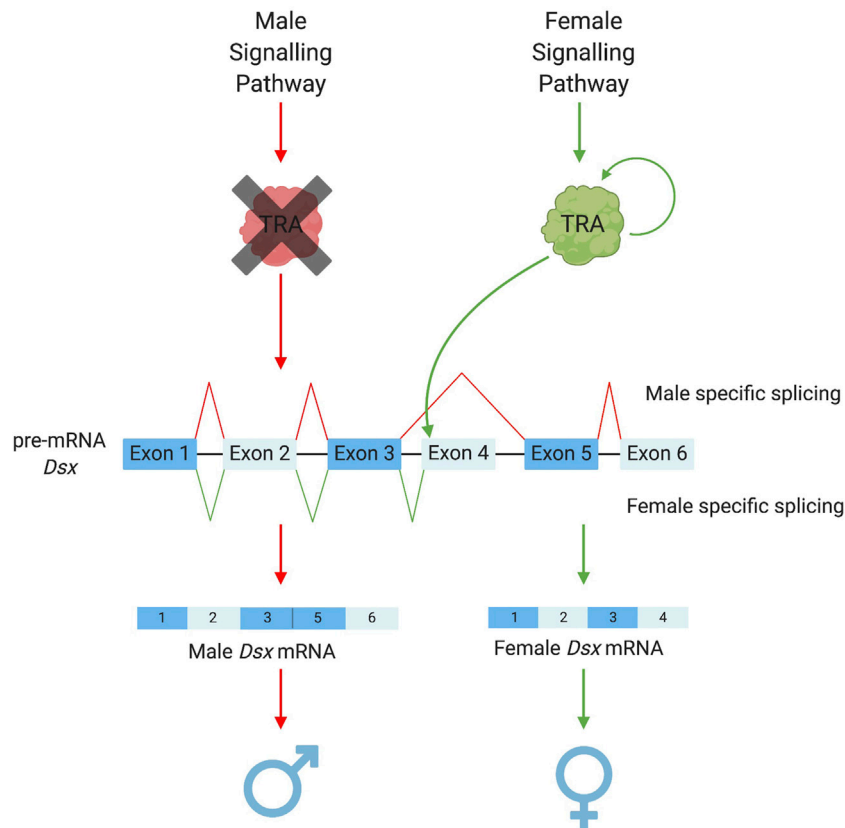 Male
Signalling
Pathway
Female
Signalling
Pathway
TRA
TRA
Male specific splicing
pre-mRNA
Dsx
Exon 1
Exon 2
Exon 3
Exon 4
Exon 5
Exon 6
Female specific splicing
1 2 3 5 6
1 2 3 4
Male Dsx mRNA
Female Dsx mRNA